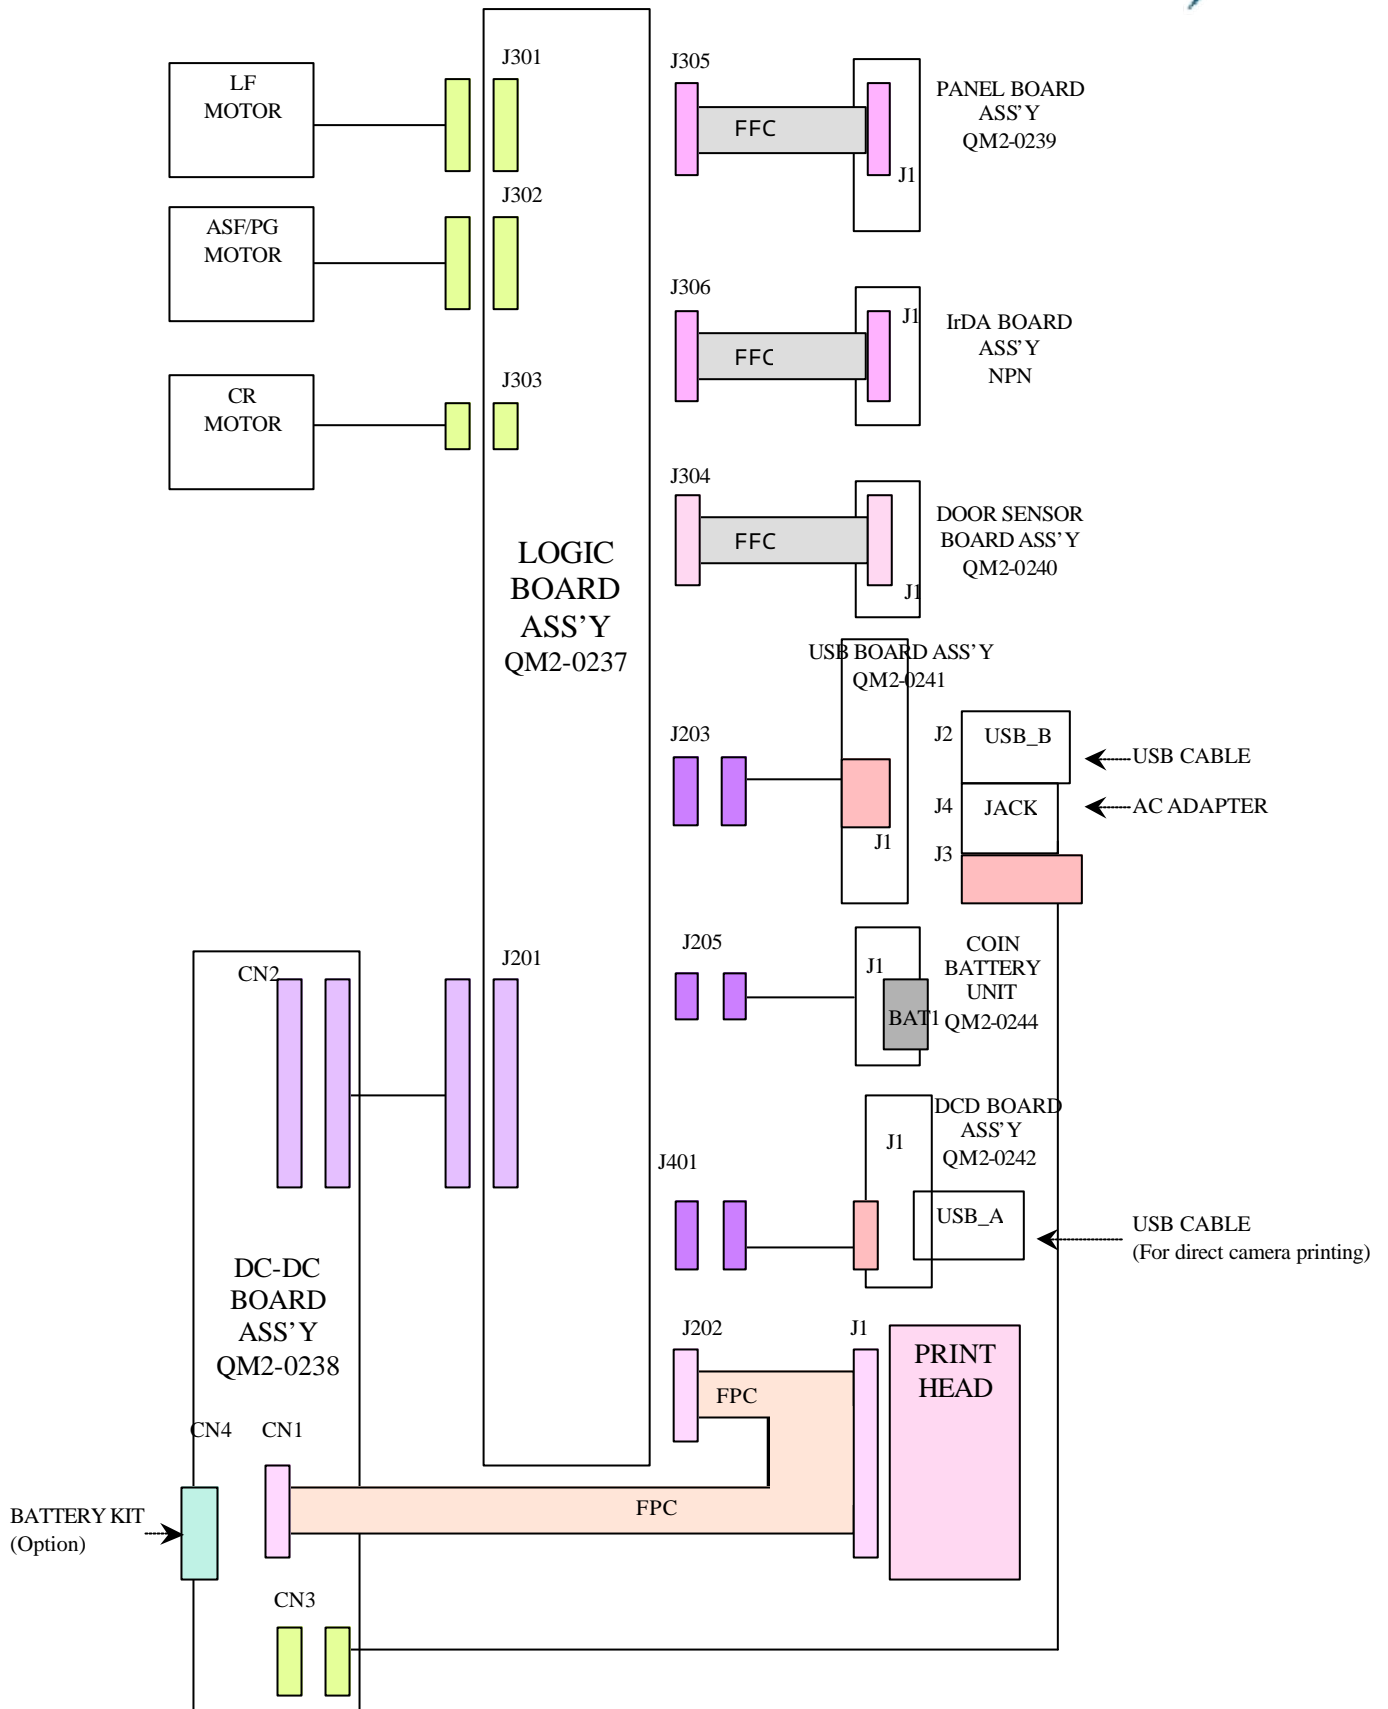 J301
LF
MOTOR
J302
ASF/PG
MOTOR
J303
CR
MOTOR
LOGIC
BOARD
ASS'Y
QM2-0237
J305
FFC
J1
PANEL BOARD
ASS'Y
QM2-0239
J306
FFC
J1
IrDA BOARD
ASS'Y
NPN
J304
FFC
J1
DOOR SENSOR
BOARD ASS'Y
QM2-0240
USB BOARD ASS'Y
QM2-0241
J203
J1
J2
USB_B
USB CABLE
J4
JACK
AC ADAPTER
J3
J205
J1
BAT1
COIN
BATTERY
UNIT
QM2-0244
CN2
J201
J401
J1
DCD BOARD
ASS'Y
QM2-0242
USB_A
USB CABLE
(For direct camera printing)
DC-DC
BOARD
ASS'Y
QM2-0238
J202
FPC
J1
PRINT
HEAD
CN4
CN1
FPC
BATTERY KIT
(Option)
CN3